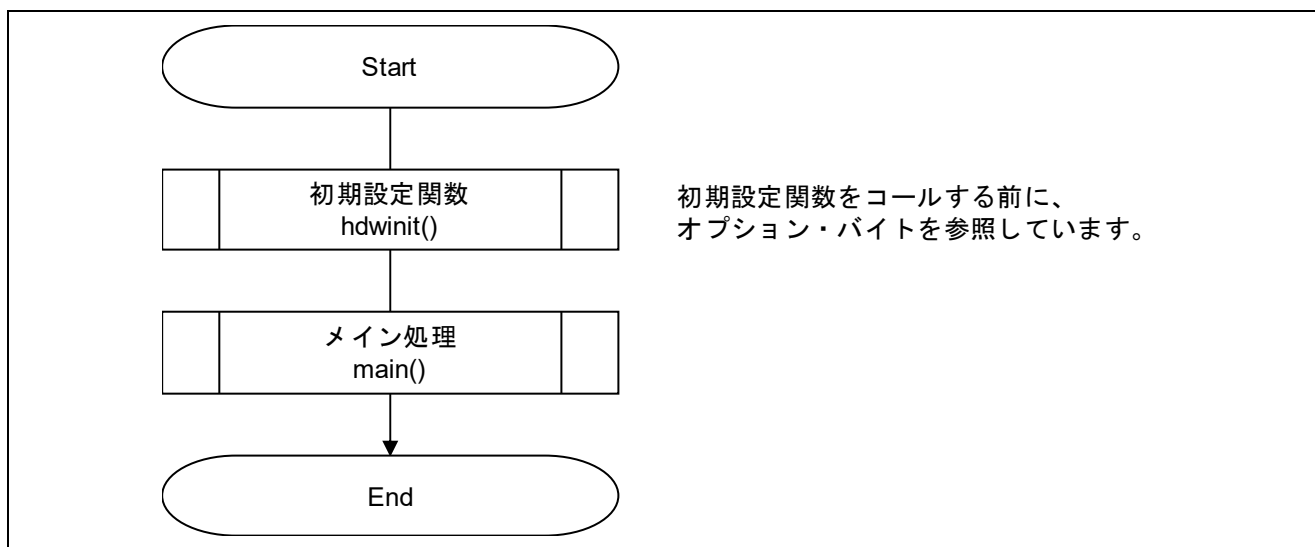 Start
初期設定関数
hdwinit()
初期設定関数をコールする前に、
オプション・バイトを参照しています。
メイン処理
main()
End